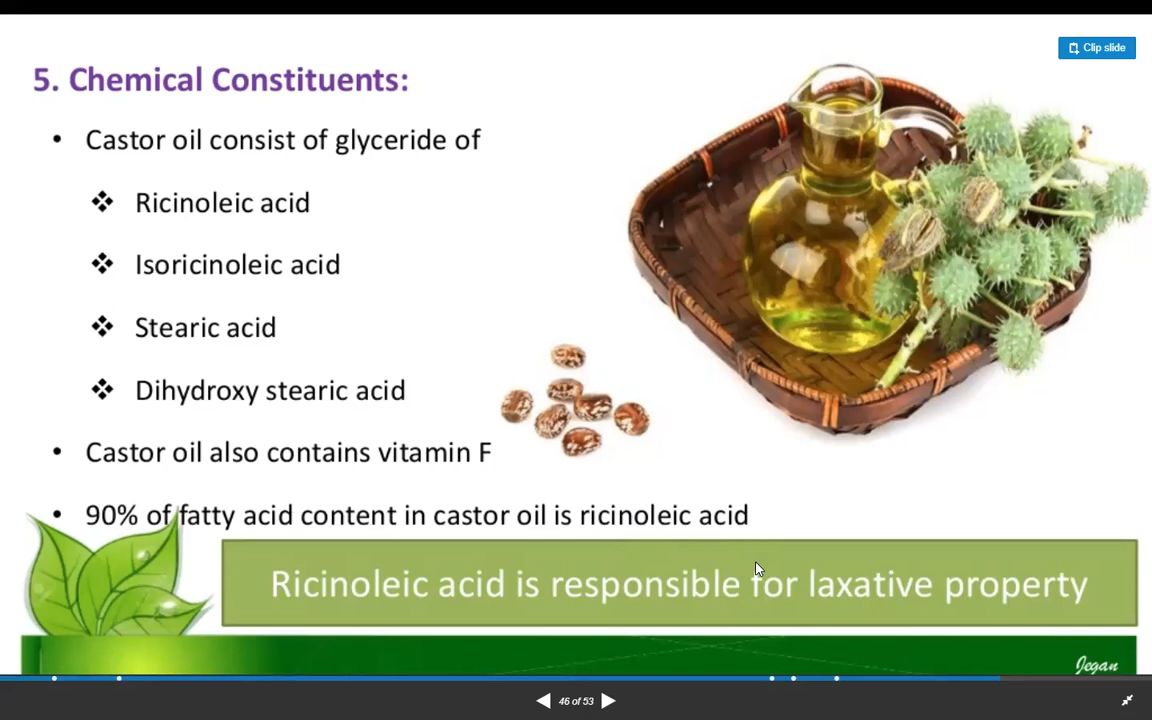 Clip slide
5. Chemical Constituents:
• Castor oil consist of glyceride of
❖ Ricinoleic acid
❖ Isoricinoleic acid
❖ Stearic acid
❖ Dihydroxy stearic acid
• Castor oil also contains vitamin F
• 90% of fatty acid content in castor oil is ricinoleic acid
Ricinoleic acid is responsible for laxative property
Jegan
46 of 53